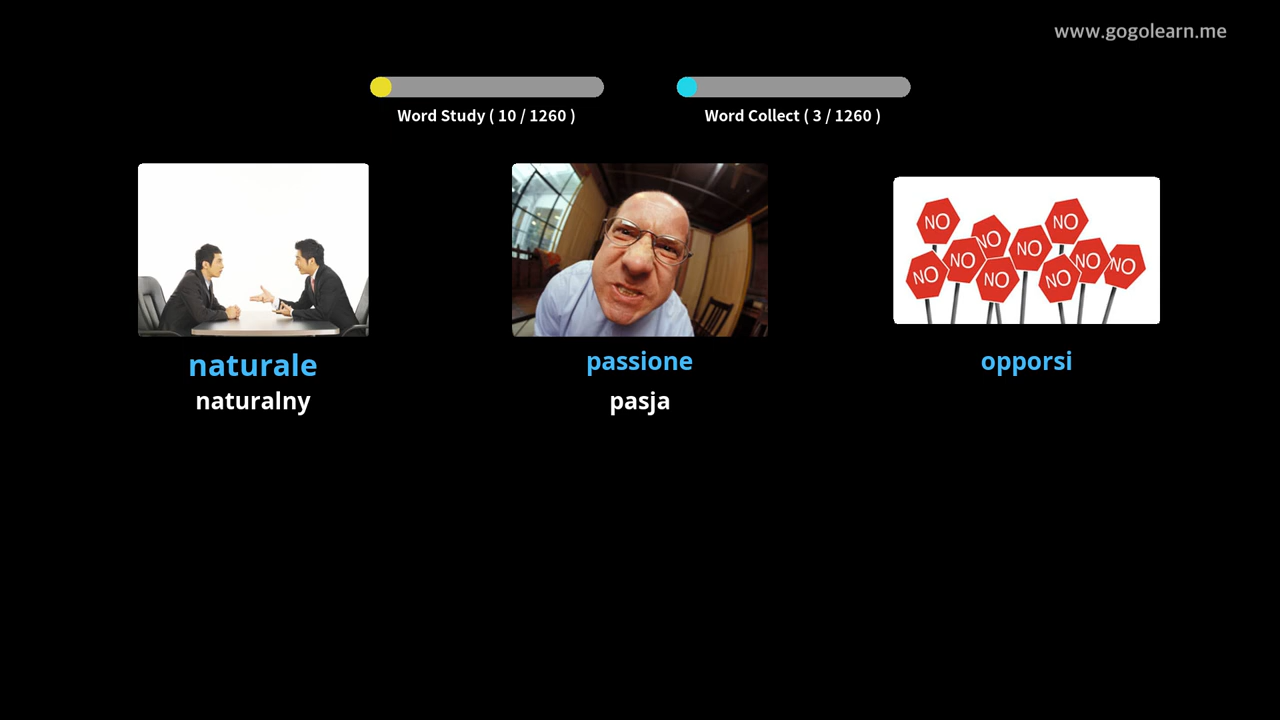 www.gogolearn.me
Word Study ( 10 / 1260 )
Word Collect ( 3 / 1260 )
NO
NO
NO
NO
NO
NO
NO
NO
NO
NO
naturale
naturalny
passione
pasja
opporsi